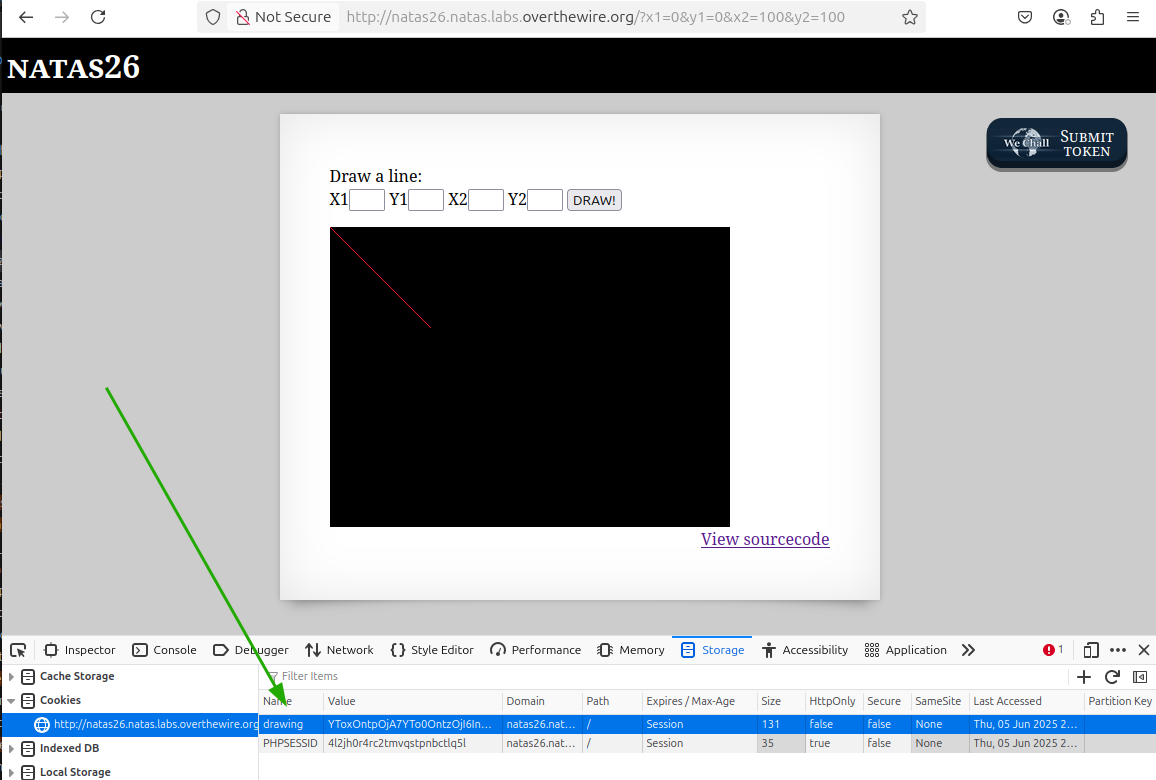 Not Secure http://natas26.natas.labs.overthewire.org/?x1=0&y1=0&x2=100&y2=100
NATAS26
We Chall SUBMIT TOKEN
Draw a line:
X1 Y1 X2 Y2 DRAW!
View sourcecode
Inspector Console Debugger Network Style Editor Performance Memory Storage Accessibility Application 1
Cache Storage Filter Items
Cookies Name Value Domain Path Expires / Max-Age Size HttpOnly Secure SameSite Last Accessed Partition Key
http://natas26.natas.labs.overthewire.org drawing YToxOntpOjA7YTo0OntzOjI6In... natas26.nat... / Session 131 false false None Thu, 05 Jun 2025 2...
Indexed DB PHPSESSID 4l2jh0r4rc2tmvqstpnbctlq5l natas26.nat... / Session 35 true false None Thu, 05 Jun 2025 2...
Local Storage